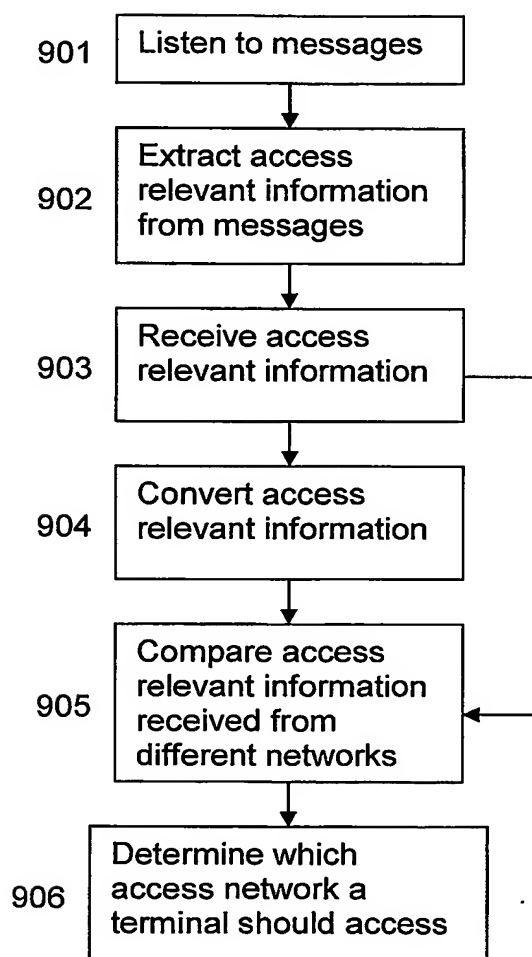 901
Listen to messages
902
Extract access
relevant information
from messages
903
Receive access
relevant information
904
Convert access
relevant information
905
Compare access
relevant information
received from
different networks
906
Determine which
access network a
terminal should access